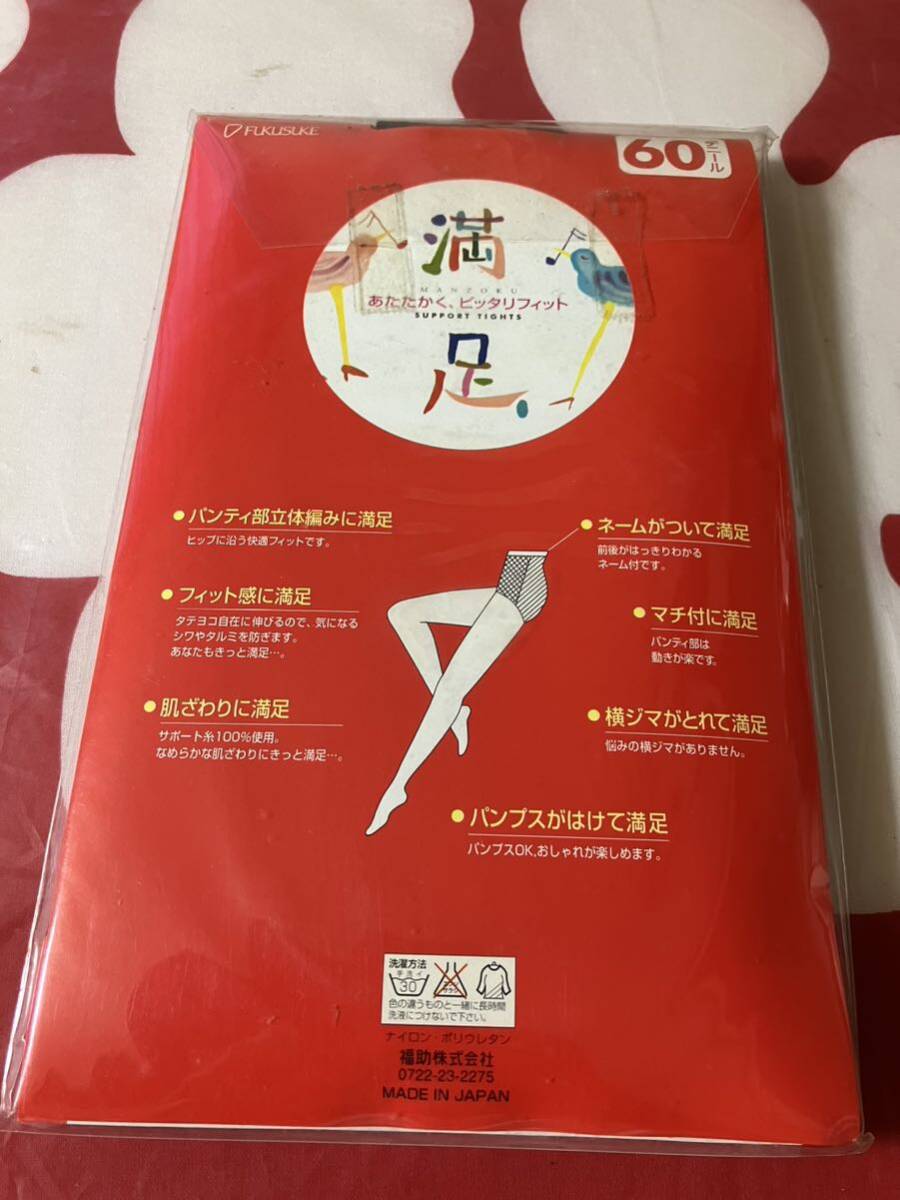 FUKUSUKE
60デニール
満
MANZOKU
あたたかく、ピッタリフィット
SUPPORT TIGHTS
足。
●パンティ部立体編みに満足
ヒップに沿う快適フィットです。
●フィット感に満足
タテヨコ自在に伸びるので、気になる
シワやタルミを防ぎます。
あなたもきっと満足…。
●肌ざわりに満足
サポート糸100%使用。
なめらかな肌ざわりにきっと満足…。
●ネームがついて満足
前後がはっきりわかる
ネーム付です。
●マチ付に満足
パンティ部は
動きが楽です。
●横ジマがとれて満足
悩みの横ジマがありません。
●パンプスがはけて満足
パンプスOK、おしゃれが楽しめます。
洗濯方法
手洗イ
30
エンソサラシ
色の違うものと一緒に長時間
洗液につけないで下さい。
ナイロン・ポリウレタン
福助株式会社
0722-23-2275
MADE IN JAPAN